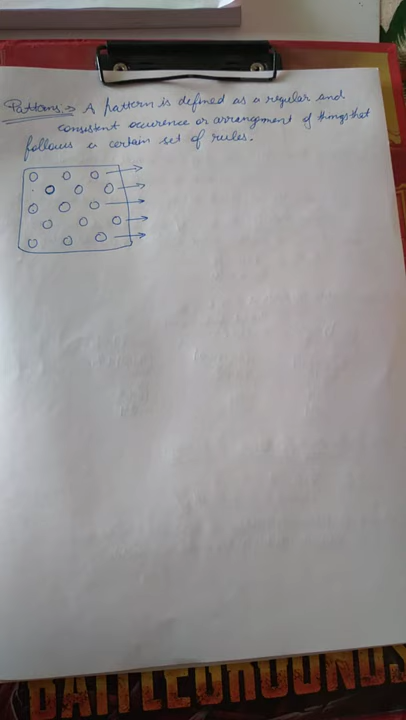 Patterns → A pattern is defined as a regular and
consistent occurence or arrangement of things that
follows a certain set of rules.
BATTLEGROUNDS